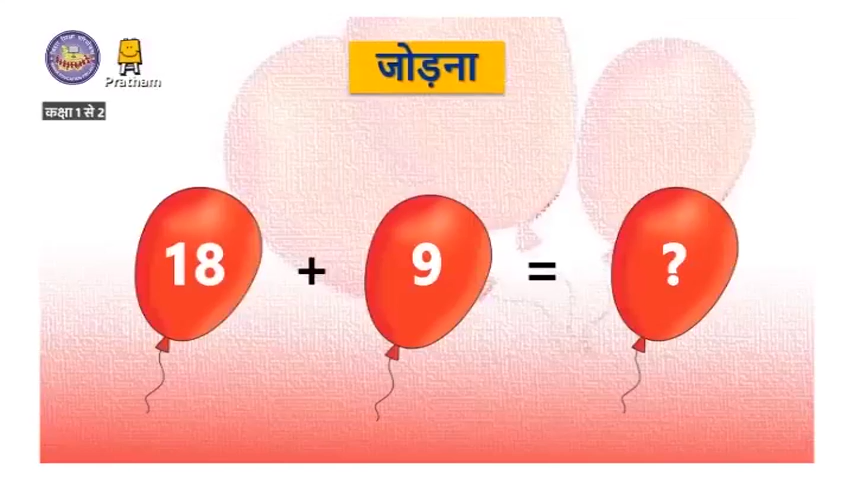 जोड़ना
Pratham
कक्षा 1 से 2
18 + 9 = ?